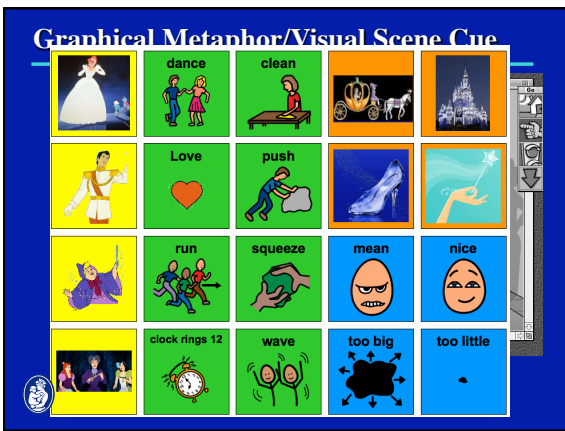 Graphical Metaphor/Visual Scene Cue
dance
clean
Love
push
run
squeeze
mean
nice
clock rings 12
wave
too big
too little
Go